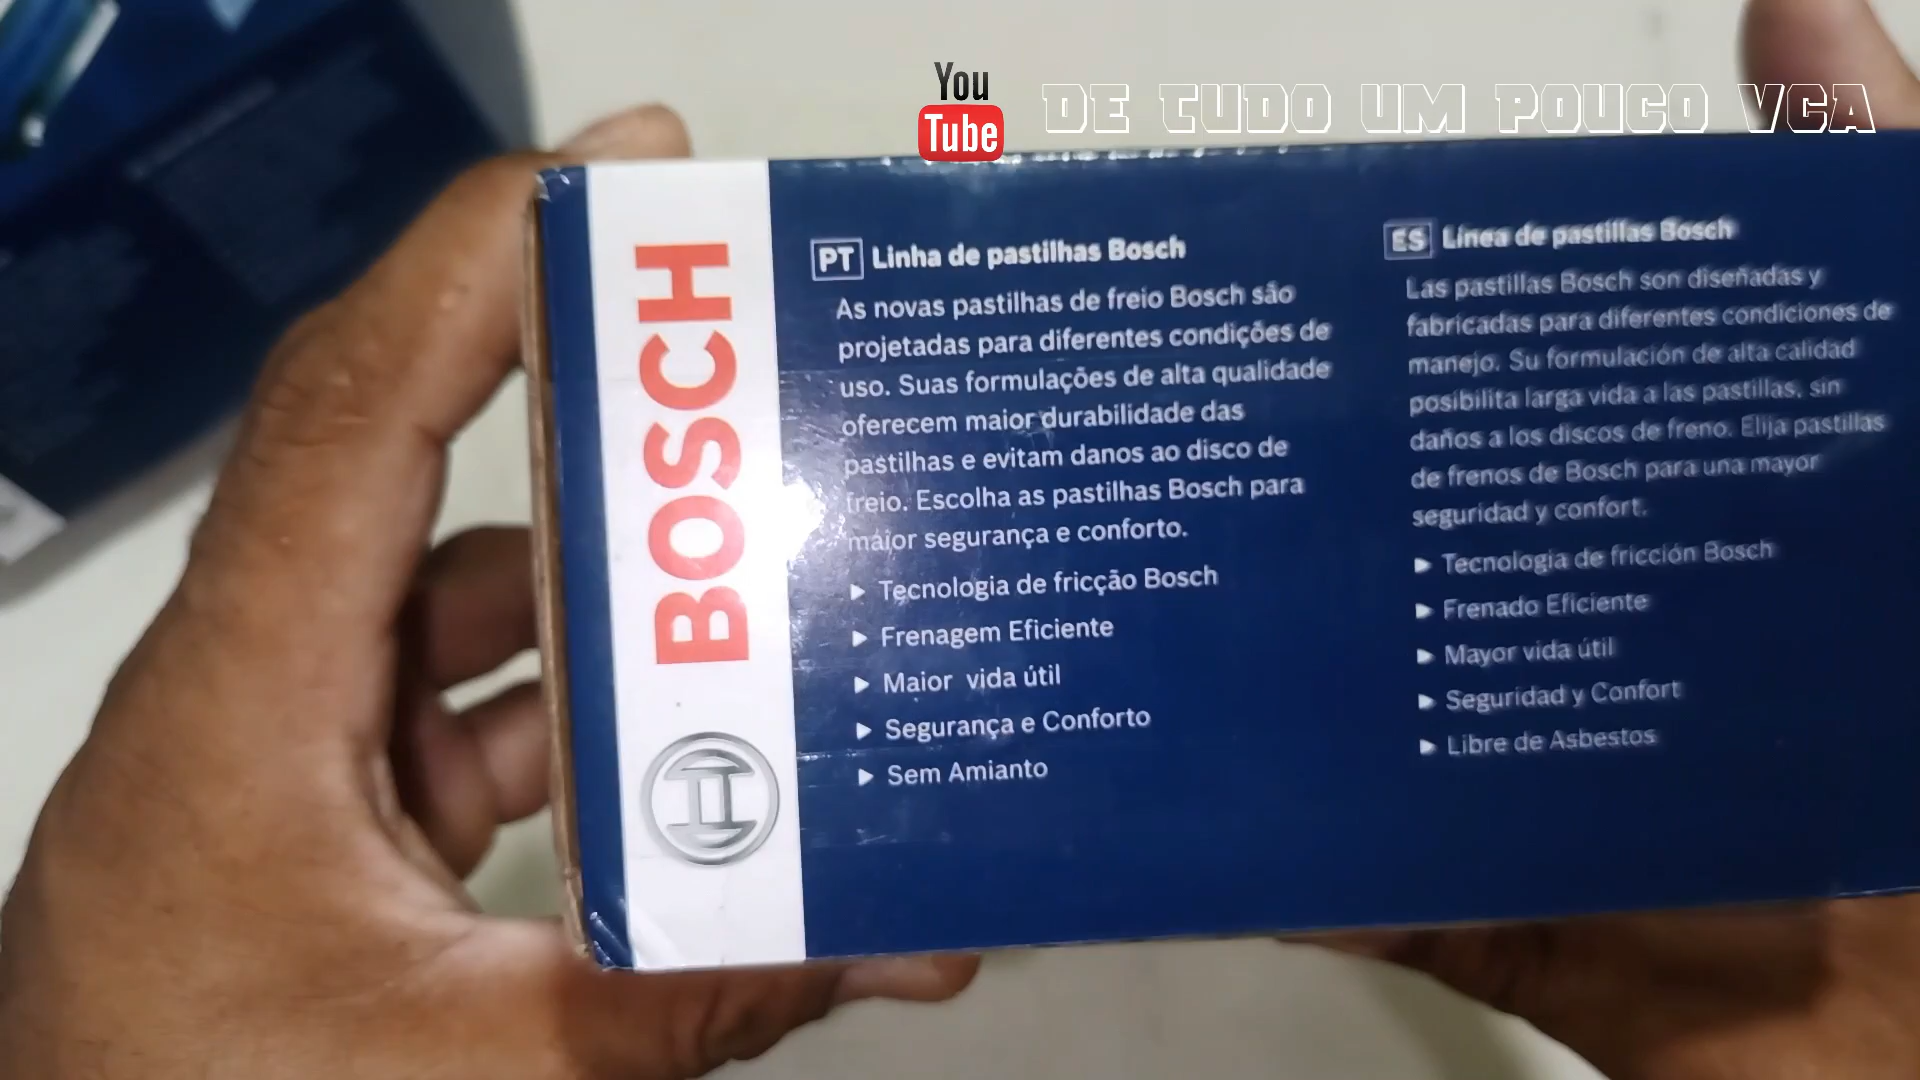 You
Tube
DE TUDO UM POUCO VCA
BOSCH
PT Linha de pastilhas Bosch
As novas pastilhas de freio Bosch são
projetadas para diferentes condições de
uso. Suas formulações de alta qualidade
oferecem maior durabilidade das
pastilhas e evitam danos ao disco de
freio. Escolha as pastilhas Bosch para
maior segurança e conforto.
► Tecnologia de fricção Bosch
► Frenagem Eficiente
► Maior vida útil
► Segurança e Conforto
► Sem Amianto
ES Línea de pastillas Bosch
Las pastillas Bosch son diseñadas y
fabricadas para diferentes condiciones de
manejo. Su formulación de alta calidad
posibilita larga vida a las pastillas, sin
daños a los discos de freno. Elija pastillas
de frenos de Bosch para una mayor
seguridad y confort.
► Tecnologia de fricción Bosch
► Frenado Eficiente
► Mayor vida útil
► Seguridad y Confort
► Libre de Asbestos